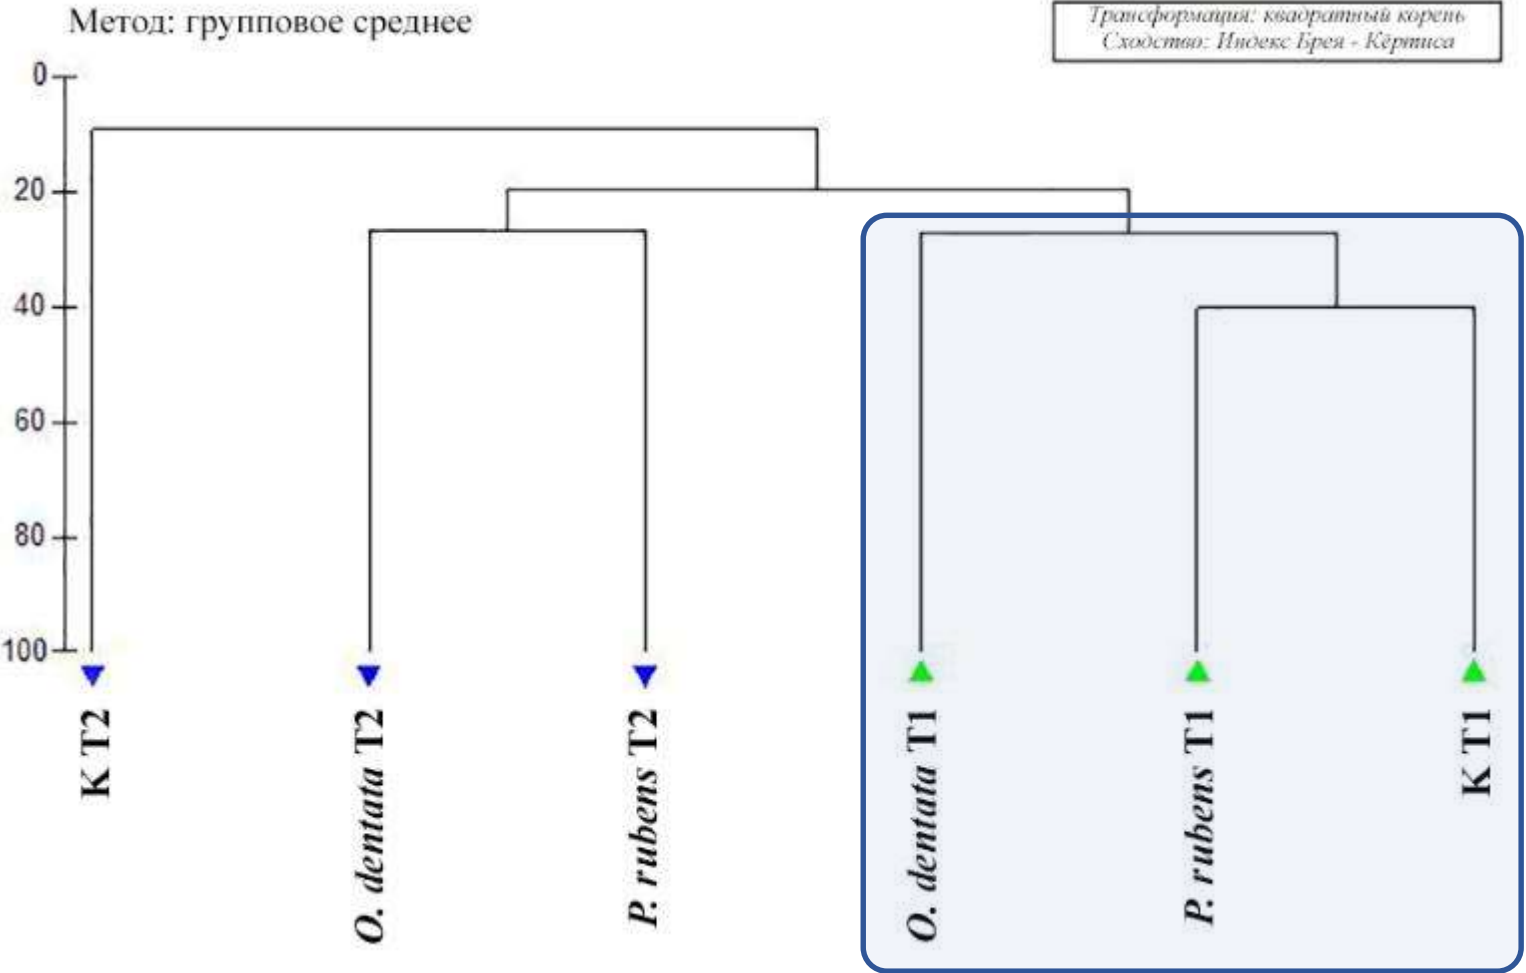 Метод: групповое среднее
Трансформация: квадратный корень
Сходство: Индекс Брея - Кёртиса
0
20
40
60
80
100
K T2
O. dentata T2
P. rubens T2
O. dentata T1
P. rubens T1
K T1